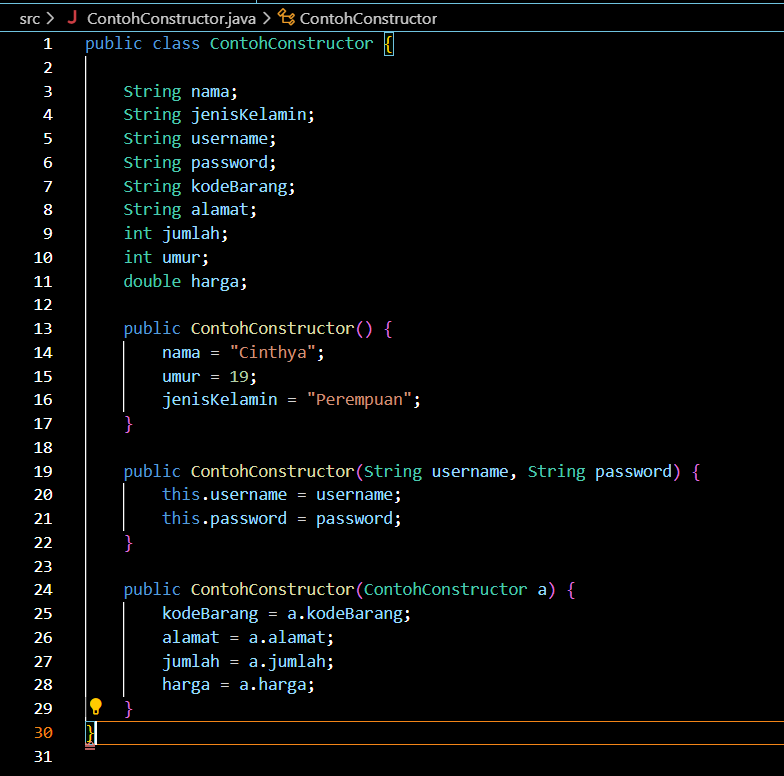 src > J ContohConstructor.java > ContohConstructor
1 public class ContohConstructor {
2
3 String nama;
4 String jenisKelamin;
5 String username;
6 String password;
7 String kodeBarang;
8 String alamat;
9 int jumlah;
10 int umur;
11 double harga;
12
13 public ContohConstructor() {
14 nama = "Cinthya";
15 umur = 19;
16 jenisKelamin = "Perempuan";
17 }
18
19 public ContohConstructor(String username, String password) {
20 this.username = username;
21 this.password = password;
22 }
23
24 public ContohConstructor(ContohConstructor a) {
25 kodeBarang = a.kodeBarang;
26 alamat = a.alamat;
27 jumlah = a.jumlah;
28 harga = a.harga;
29 }
30 }
31